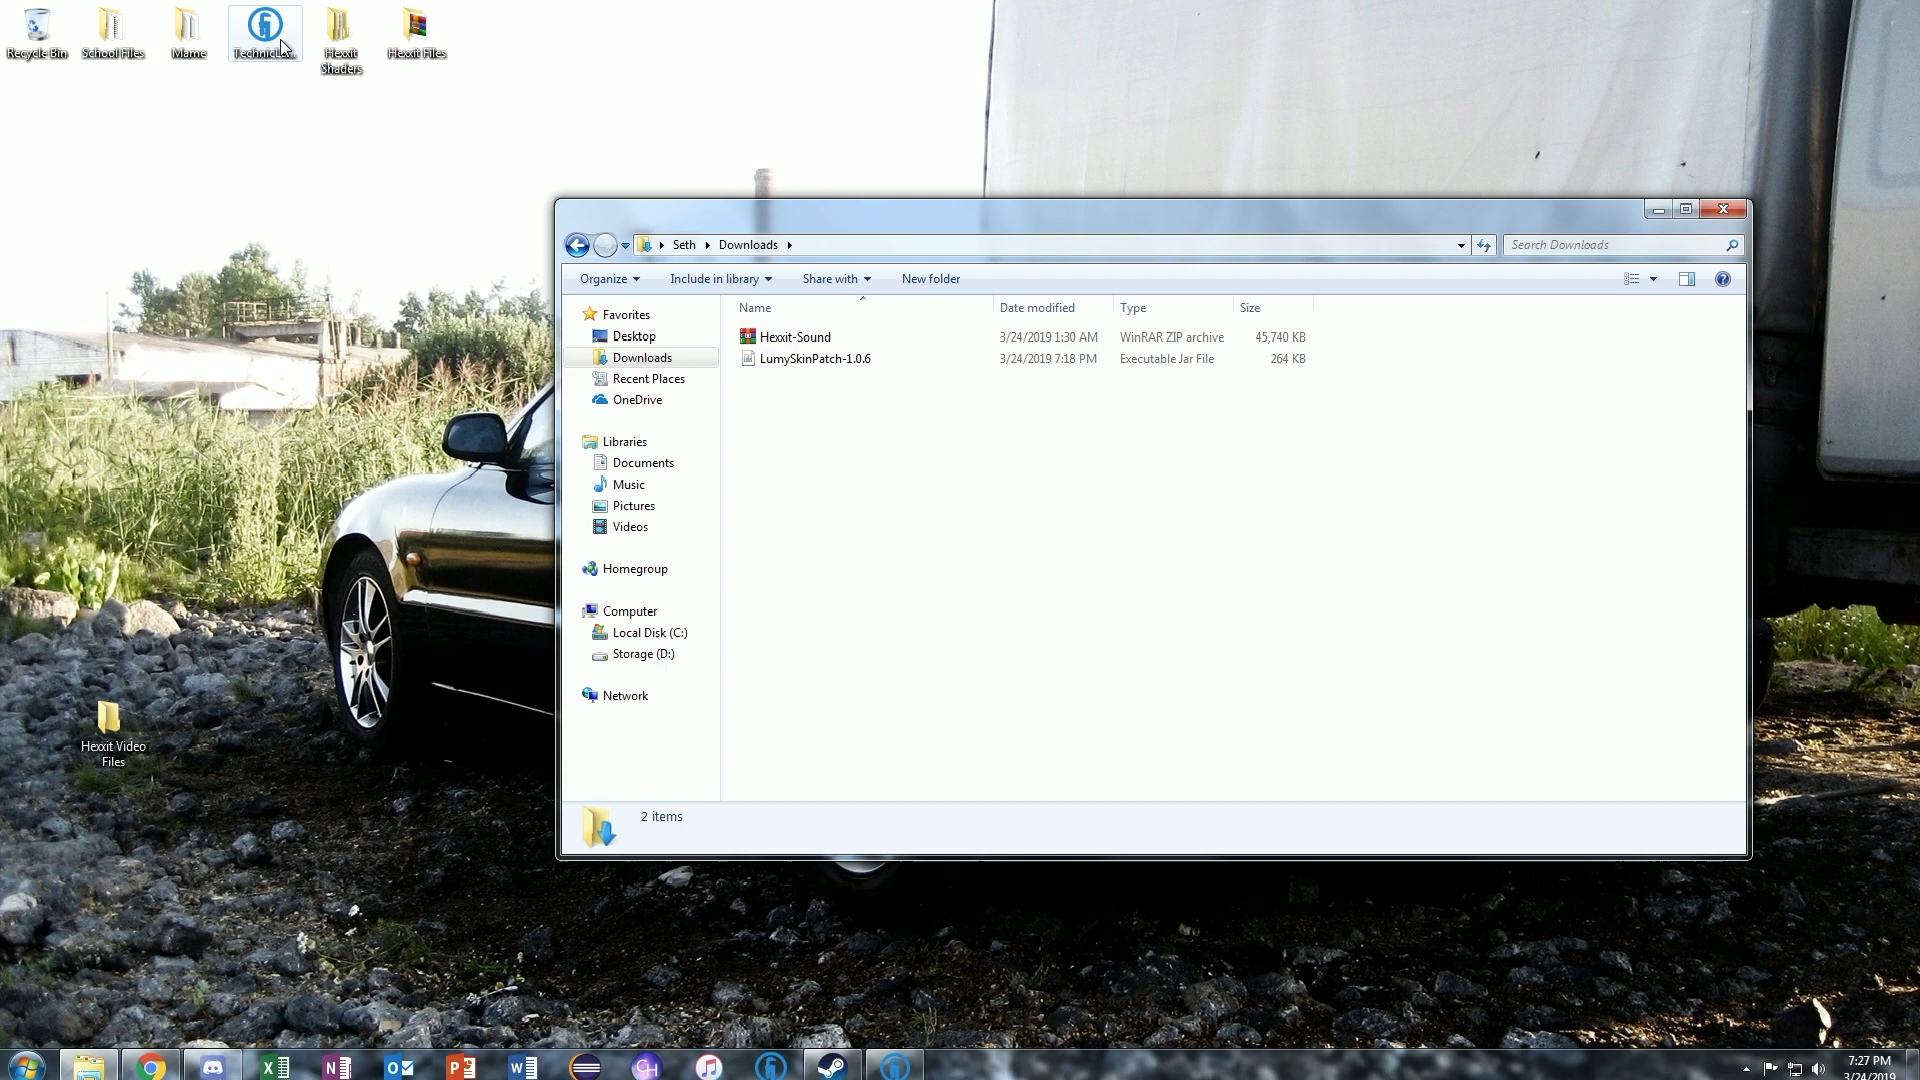 Recycle Bin
School Files
Mame
Hexxit
Shaders
Hexxit Files
Seth
Downloads
Search Downloads
Organize
Include in library
Share with
New folder
Name
Date modified
Type
Size
Favorites
Desktop
Downloads
Recent Places
OneDrive
Libraries
Documents
Music
Pictures
Videos
Homegroup
Computer
Local Disk (C:)
Storage (D:)
Network
Hexxit-Sound 3/24/2019 1:30 AM WinRAR ZIP archive 45,740 KB
LumySkinPatch-1.0.6 3/24/2019 7:18 PM Executable Jar File 264 KB
2 items
Hexxit Video
Files
7:27 PM
3/24/2019